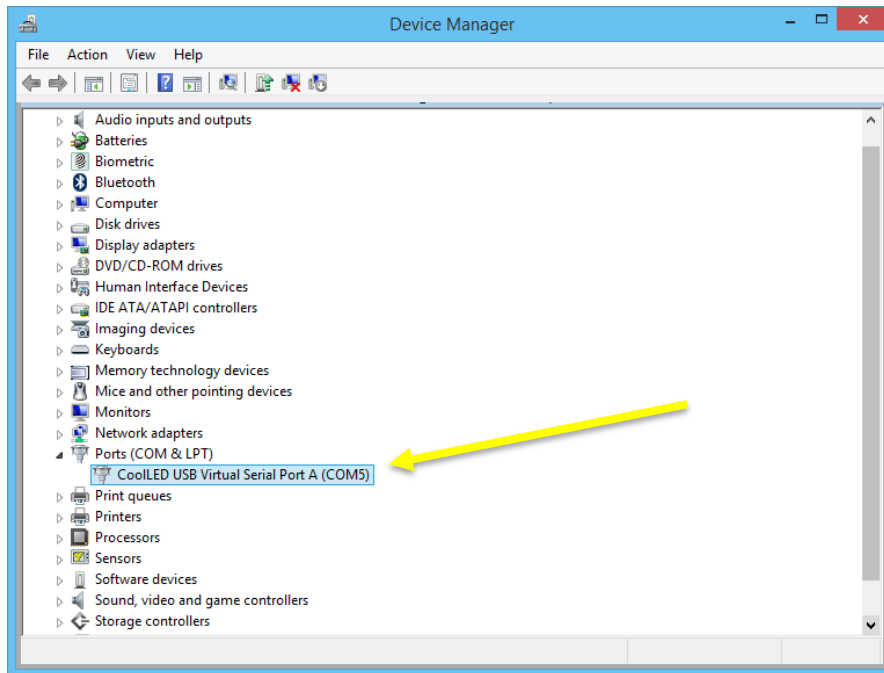 Device Manager
File Action View Help
Audio inputs and outputs
Batteries
Biometric
Bluetooth
Computer
Disk drives
Display adapters
DVD/CD-ROM drives
Human Interface Devices
IDE ATA/ATAPI controllers
Imaging devices
Keyboards
Memory technology devices
Mice and other pointing devices
Monitors
Network adapters
Ports (COM & LPT)
CoolLED USB Virtual Serial Port A (COM5)
Print queues
Printers
Processors
Sensors
Software devices
Sound, video and game controllers
Storage controllers